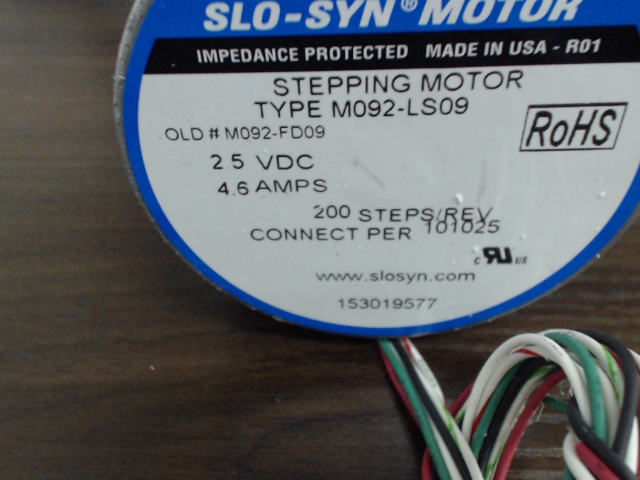 SLO-SYN® MOTOR
IMPEDANCE PROTECTED MADE IN USA - R01
STEPPING MOTOR
TYPE M092-LS09
OLD # M092-FD09
RoHS
2 5 VDC
4.6 AMPS
200 STEPS/REV
CONNECT PER 101025
c RU US
www.slosyn.com
153019577